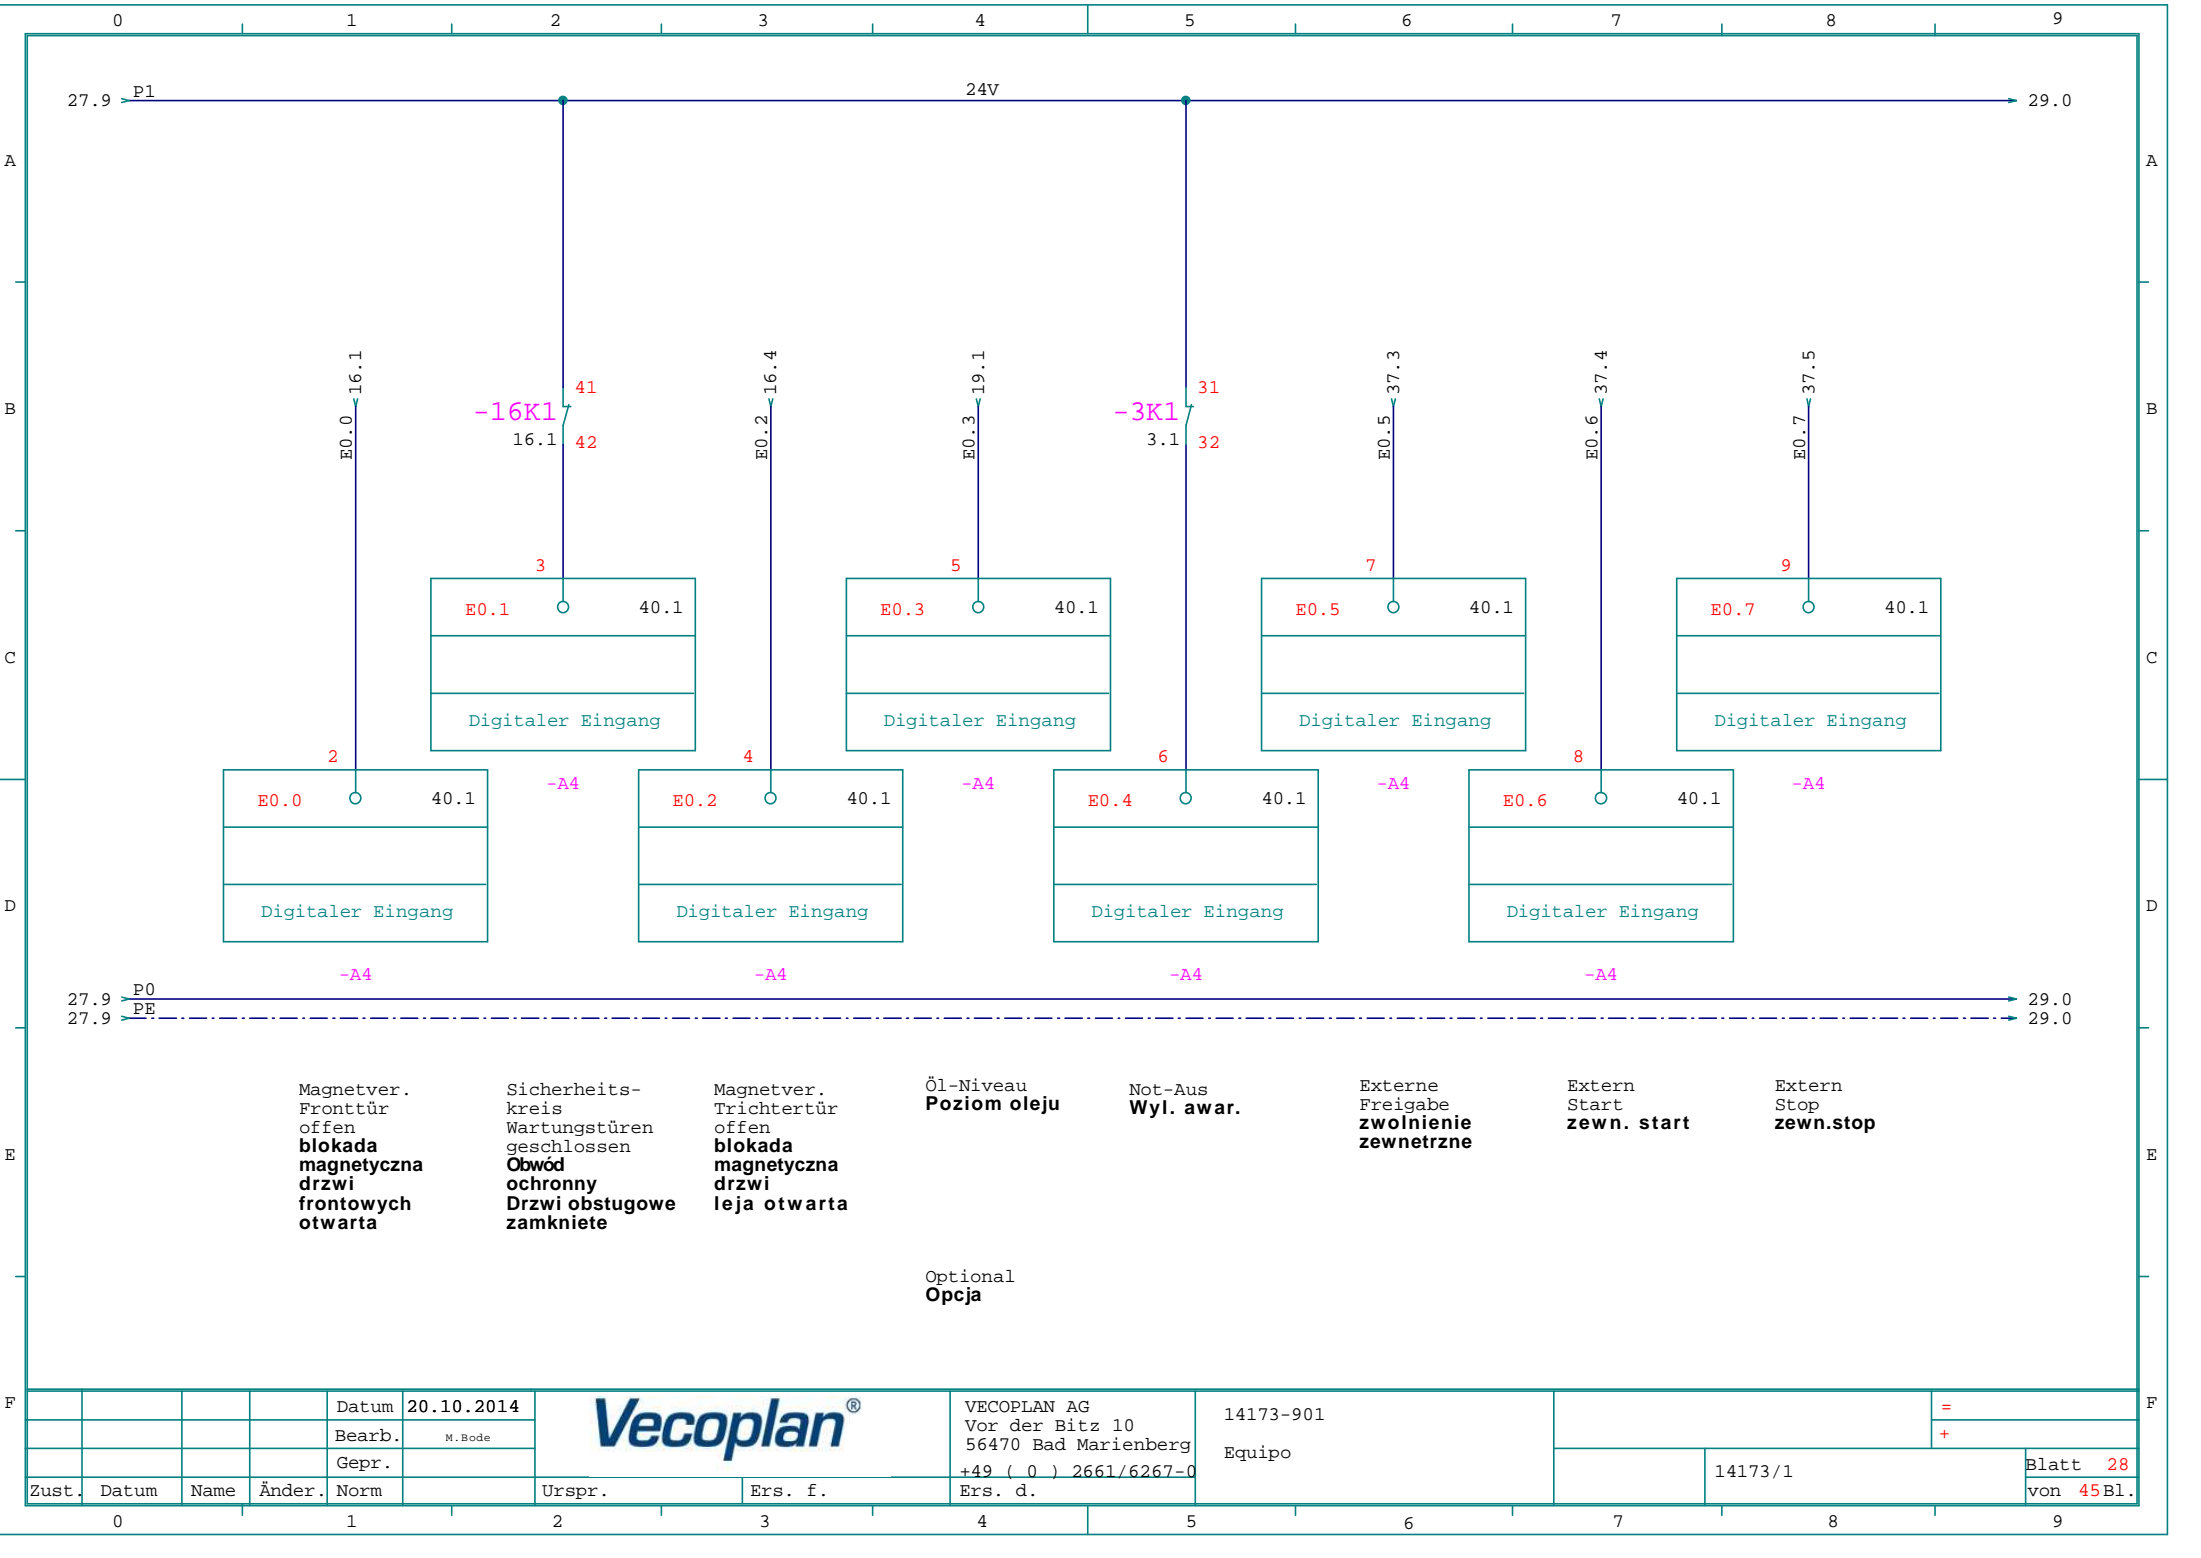 0 1 2 3 4 5 6 7 8 9
27.9 P1 24V 29.0
A A
16.1 16.4 19.1 37.3 37.4 37.5
41 31
B -16K1 -3K1 B
16.1 42 3.1 32
E0.0 E0.2 E0.3 E0.5 E0.6 E0.7
3 5 7 9
E0.1 40.1 E0.3 40.1 E0.5 40.1 E0.7 40.1
C C
Digitaler Eingang Digitaler Eingang Digitaler Eingang Digitaler Eingang
2 4 6 8
-A4 -A4 -A4 -A4
E0.0 40.1 E0.2 40.1 E0.4 40.1 E0.6 40.1
D D
Digitaler Eingang Digitaler Eingang Digitaler Eingang Digitaler Eingang
-A4 -A4 -A4 -A4
27.9 P0 29.0
27.9 PE 29.0
E E
Magnetver.
Fronttür
offen
blokada
magnetyczna
drzwi
frontowych
otwarta
Sicherheits-
kreis
Wartungstüren
geschlossen
Obwód
ochronny
Drzwi obstugowe
zamkniete
Magnetver.
Trichtertür
offen
blokada
magnetyczna
drzwi
leja otwarta
Öl-Niveau
Poziom oleju
Optional
Opcja
Not-Aus
Wyl. awar.
Externe
Freigabe
zwolnienie
zewnetrzne
Extern
Start
zewn. start
Extern
Stop
zewn.stop
F F
Datum 20.10.2014
Bearb. M.Bode
Gepr.
Zust. Datum Name Änder. Norm
Vecoplan®
Urspr. Ers. f. Ers. d.
VECOPLAN AG
Vor der Bitz 10
56470 Bad Marienberg
+49 ( 0 ) 2661/6267-0
14173-901
Equipo
14173/1
=
+
Blatt 28
von 45Bl.
0 1 2 3 4 5 6 7 8 9